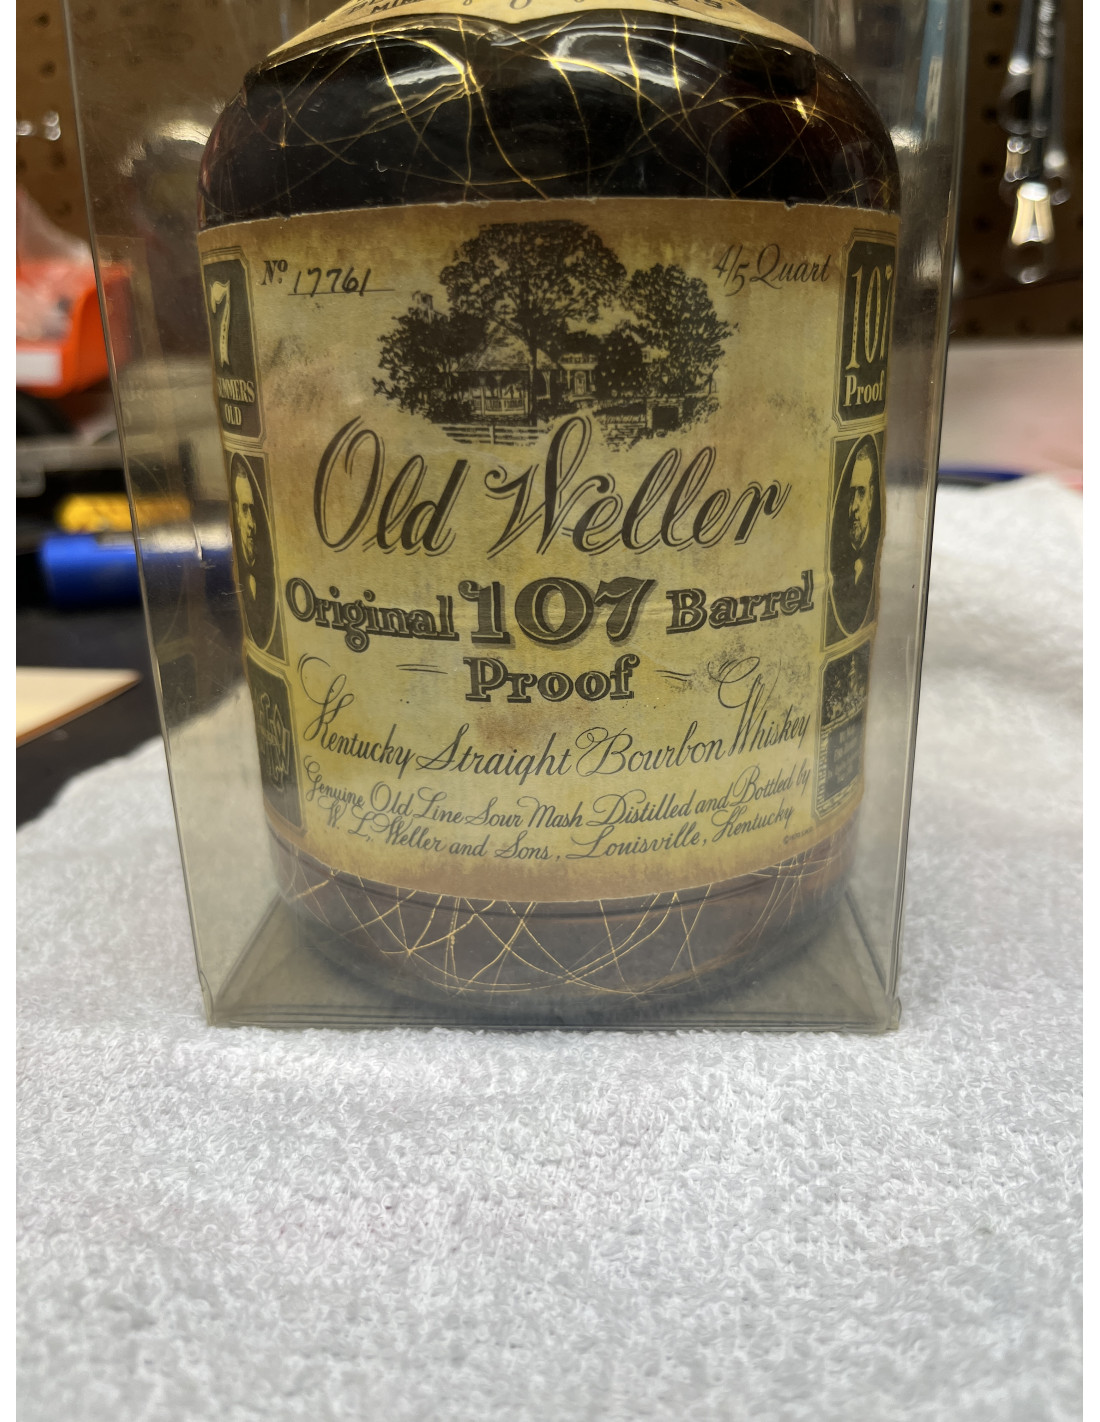 Nº 17761
4/5 Quart
7
SUMMERS
OLD
107
Proof
Old Weller
Original 107 Barrel
Proof
Kentucky Straight Bourbon Whiskey
Genuine Old Line Sour Mash Distilled and Bottled by
W. L. Weller and Sons, Louisville, Kentucky